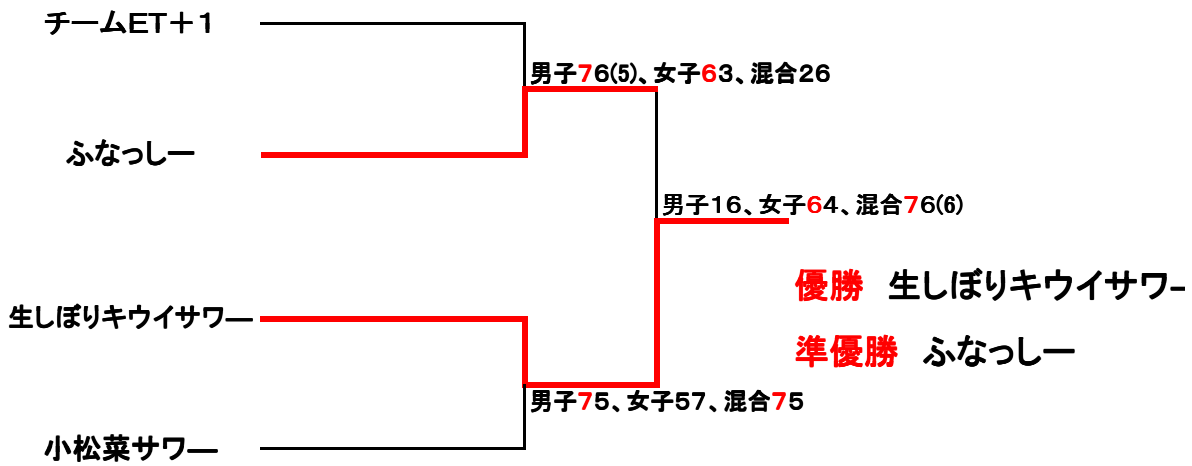 チームET＋1
男子76(5)、女子63、混合26
ふなっしー
男子16、女子64、混合76(6)
優勝　生しぼりキウイサワー
生しぼりキウイサワー
準優勝　ふなっしー
男子75、女子57、混合75
小松菜サワー